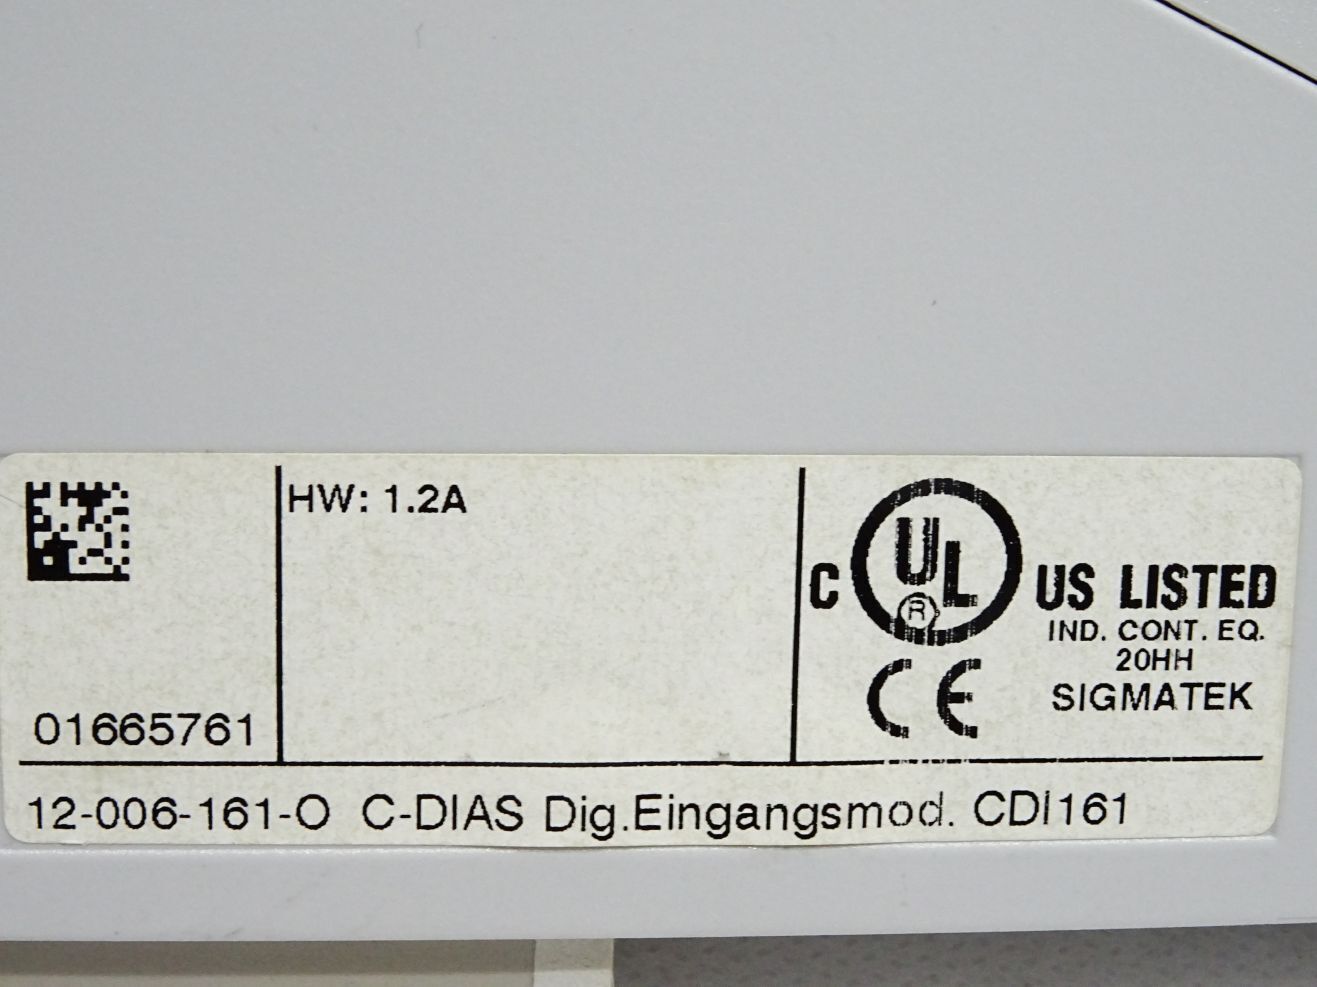 HW: 1.2A
01665761
C UL US LISTED
®
IND. CONT. EQ.
20HH
CE
SIGMATEK
12-006-161-O C-DIAS Dig.Eingangsmod. CDI161